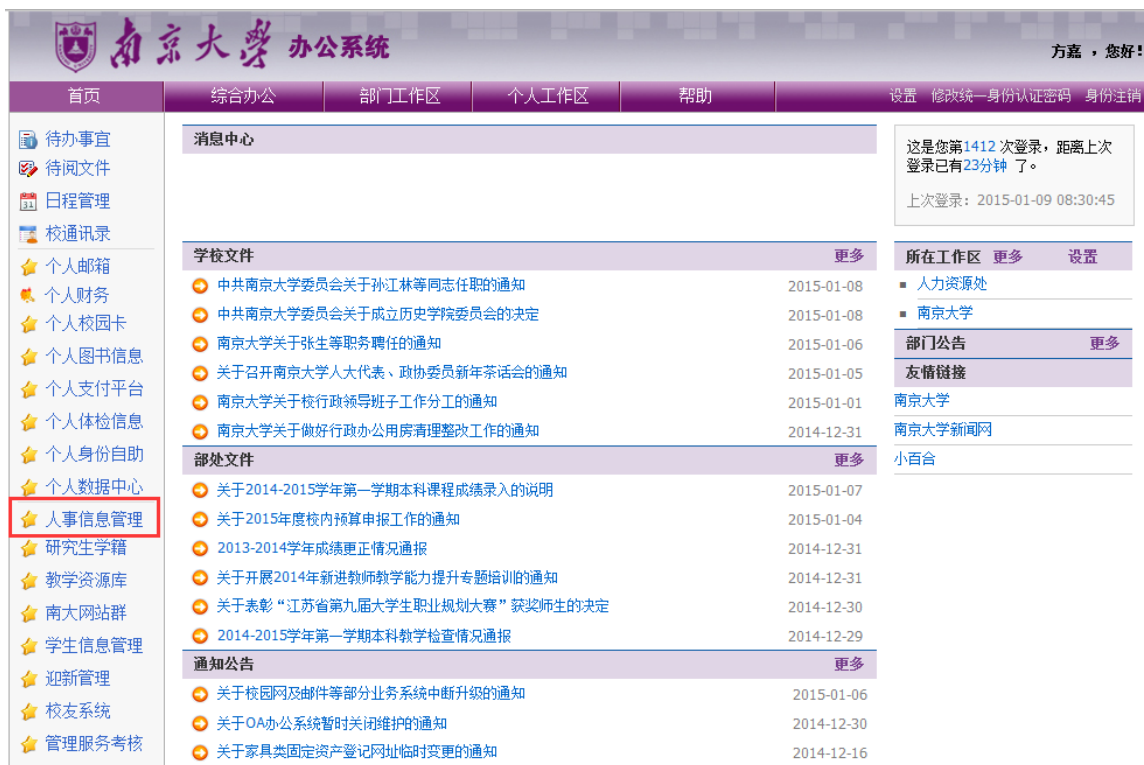 南京大学 办公系统
方嘉 ，您好!
首页 综合办公 部门工作区 个人工作区 帮助 设置 修改统一身份认证密码 身份注销
待办事宜
待阅文件
日程管理
校通讯录
个人邮箱
个人财务
个人校园卡
个人图书信息
个人支付平台
个人体检信息
个人身份自助
个人数据中心
人事信息管理
研究生学籍
教学资源库
南大网站群
学生信息管理
迎新管理
校友系统
管理服务考核
消息中心
学校文件 更多
中共南京大学委员会关于孙江林等同志任职的通知 2015-01-08
中共南京大学委员会关于成立历史学院委员会的决定 2015-01-08
南京大学关于张生等职务聘任的通知 2015-01-06
关于召开南京大学人大代表、政协委员新年茶话会的通知 2015-01-05
南京大学关于校行政领导班子工作分工的通知 2015-01-01
南京大学关于做好行政办公用房清理整改工作的通知 2014-12-31
部处文件 更多
关于2014-2015学年第一学期本科课程成绩录入的说明 2015-01-07
关于2015年度校内预算申报工作的通知 2015-01-04
2013-2014学年成绩更正情况通报 2014-12-31
关于开展2014年新进教师教学能力提升专题培训的通知 2014-12-31
关于表彰“江苏省第九届大学生职业规划大赛”获奖师生的决定 2014-12-30
2014-2015学年第一学期本科教学检查情况通报 2014-12-29
通知公告 更多
关于校园网及邮件等部分业务系统中断升级的通知 2015-01-06
关于OA办公系统暂时关闭维护的通知 2014-12-30
关于家具类固定资产登记网址临时变更的通知 2014-12-16
这是您第1412 次登录，距离上次
登录已有23分钟 了。
上次登录：2015-01-09 08:30:45
所在工作区 更多 设置
人力资源处
南京大学
部门公告 更多
友情链接
南京大学
南京大学新闻网
小百合